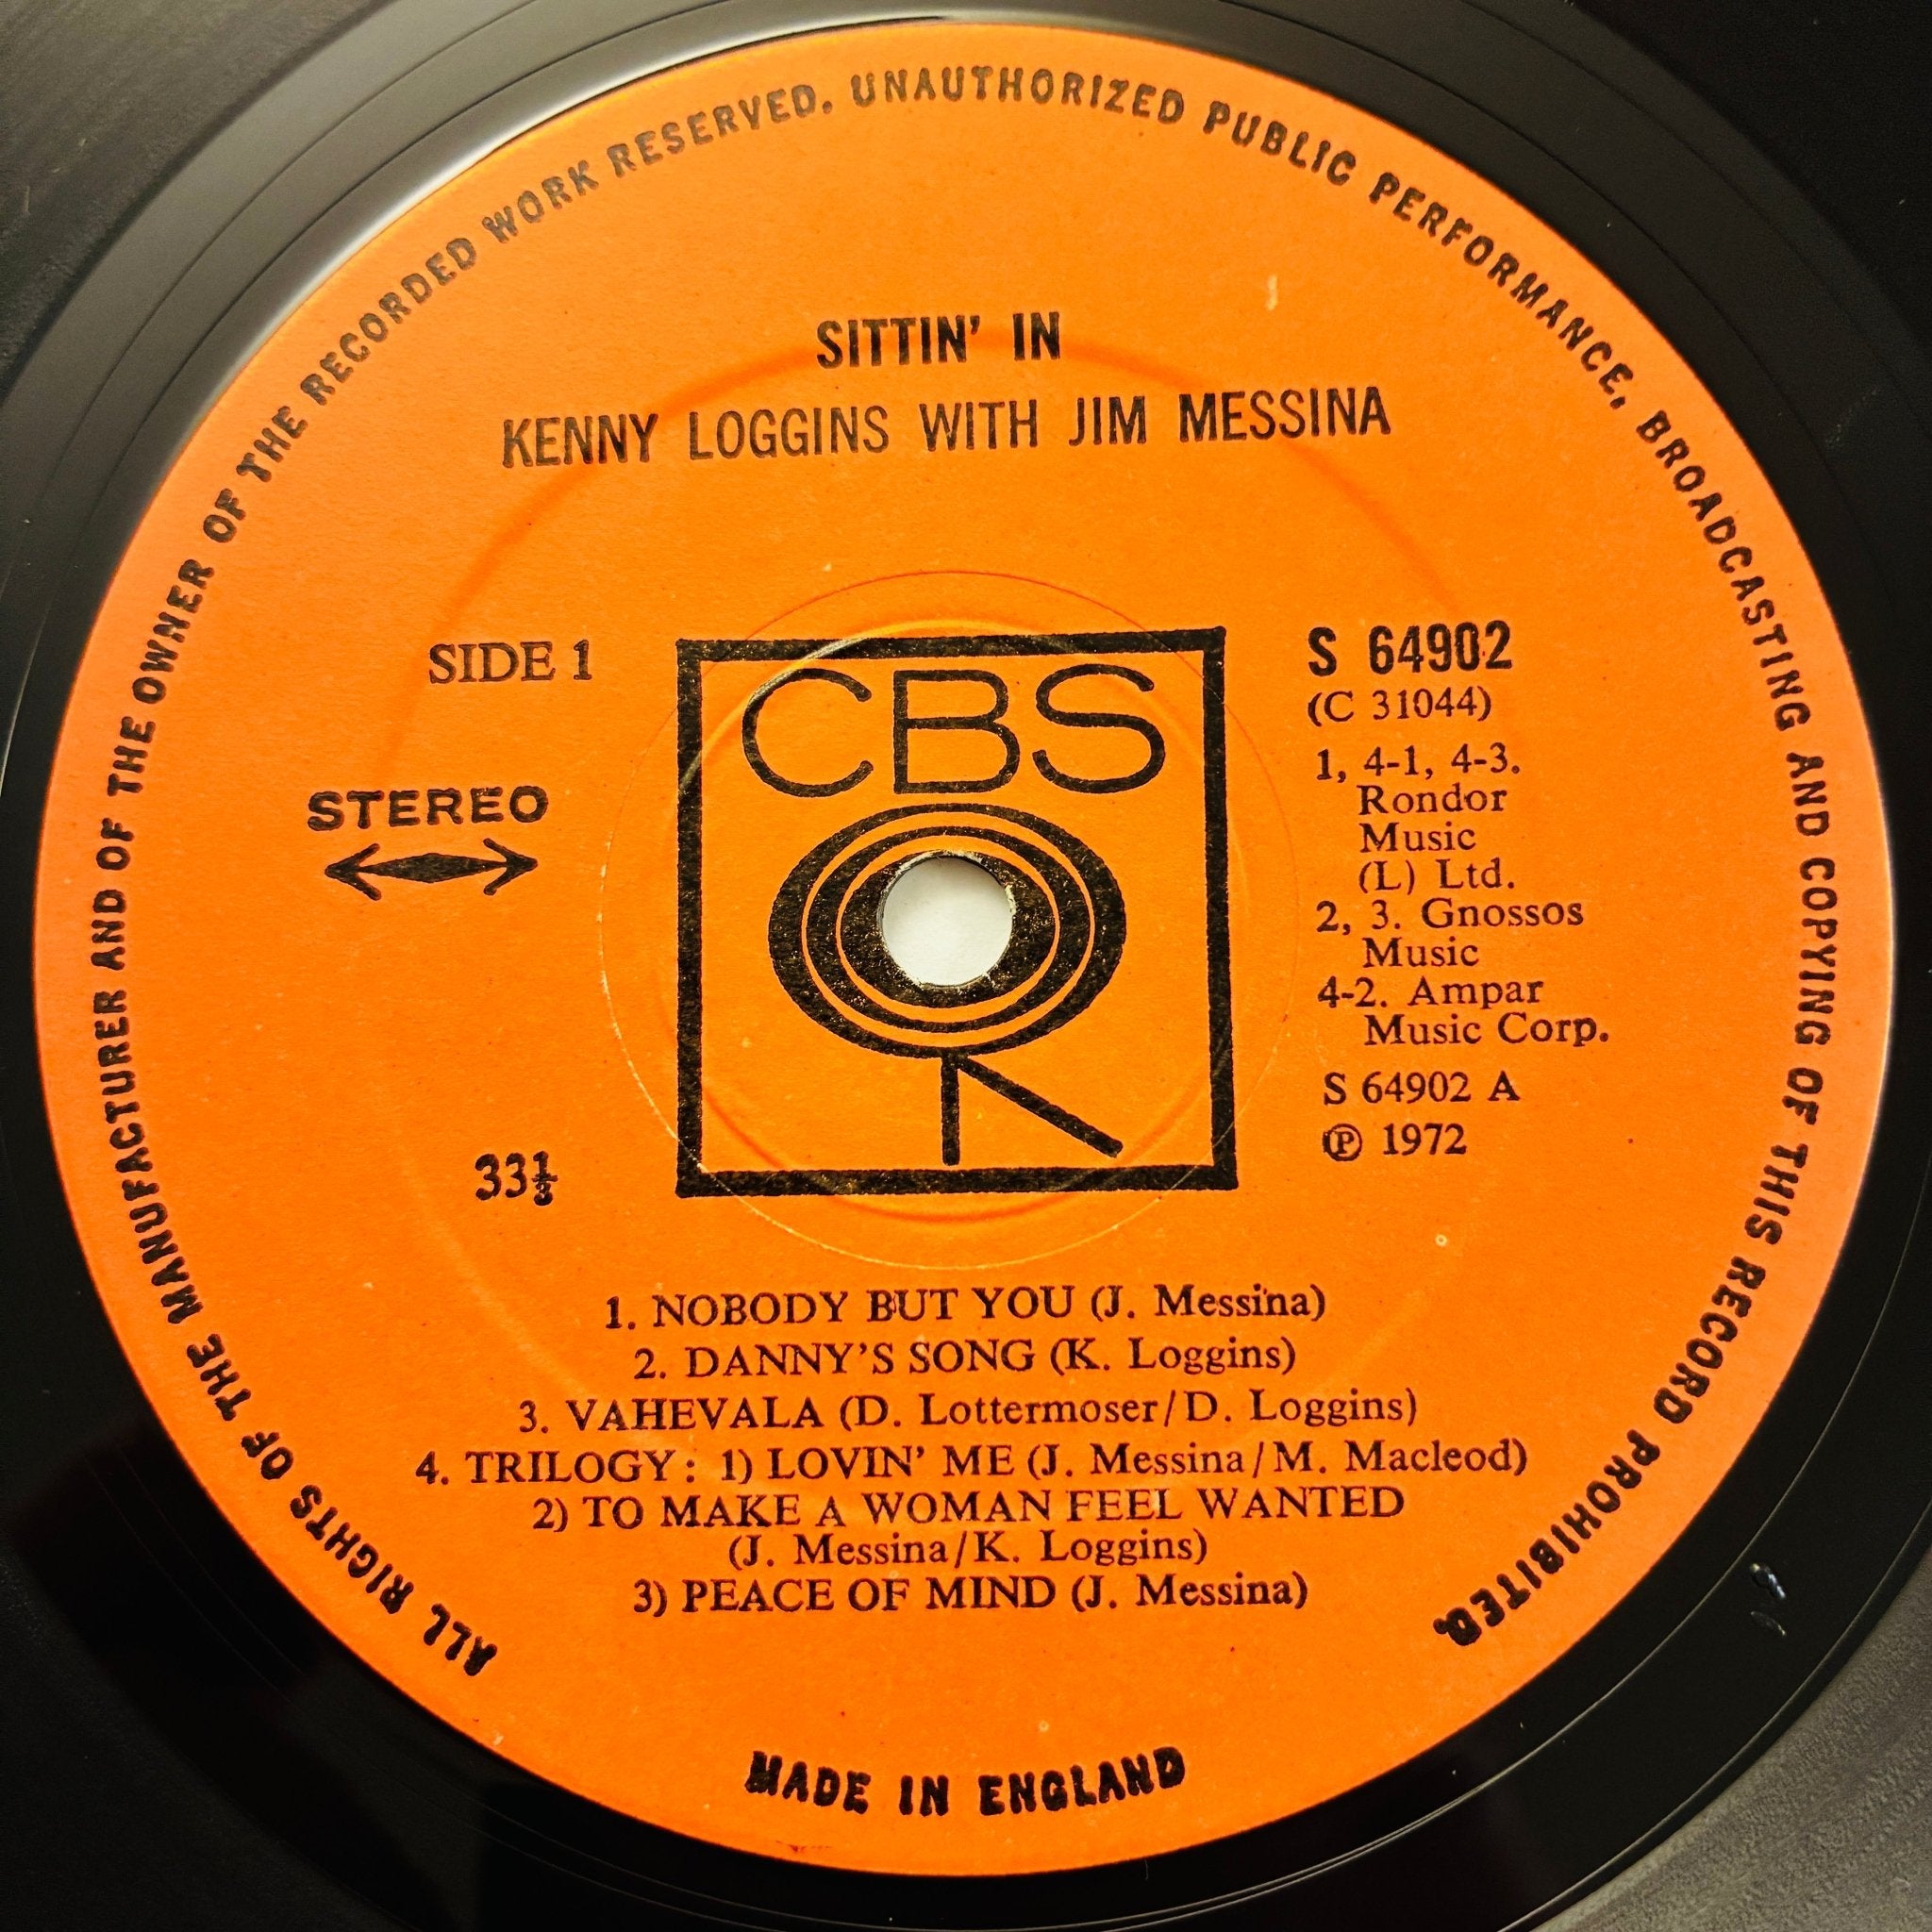 ALL RIGHTS OF THE MANUFACTURER AND OF THE OWNER OF THE RECORDED WORK RESERVED. UNAUTHORIZED PUBLIC PERFORMANCE, BROADCASTING AND COPYING OF THIS RECORD PROHIBITED.
SITTIN' IN
KENNY LOGGINS WITH JIM MESSINA
SIDE 1
STEREO
33⅓
CBS
S 64902
(C 31044)
1, 4-1, 4-3.
Rondor
Music
(L) Ltd.
2, 3. Gnossos
Music
4-2. Ampar
Music Corp.
S 64902 A
℗ 1972
1. NOBODY BUT YOU (J. Messina)
2. DANNY'S SONG (K. Loggins)
3. VAHEVALA (D. Lottermoser/D. Loggins)
4. TRILOGY: 1) LOVIN' ME (J. Messina/M. Macleod)
2) TO MAKE A WOMAN FEEL WANTED
(J. Messina/K. Loggins)
3) PEACE OF MIND (J. Messina)
MADE IN ENGLAND